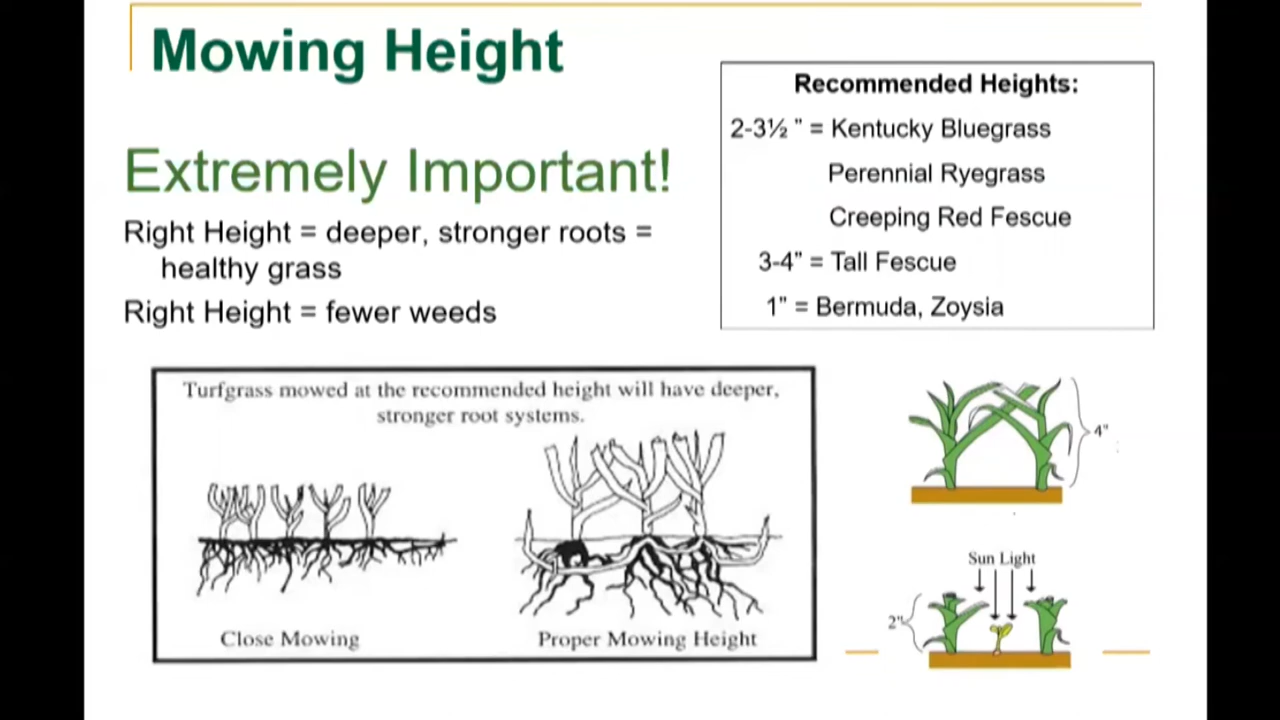 Mowing Height
Extremely Important!
Right Height = deeper, stronger roots =
healthy grass
Right Height = fewer weeds
Recommended Heights:
2-3½ " = Kentucky Bluegrass
Perennial Ryegrass
Creeping Red Fescue
3-4" = Tall Fescue
1" = Bermuda, Zoysia
Turfgrass mowed at the recommended height will have deeper,
stronger root systems.
Close Mowing
Proper Mowing Height
4"
Sun Light
2"